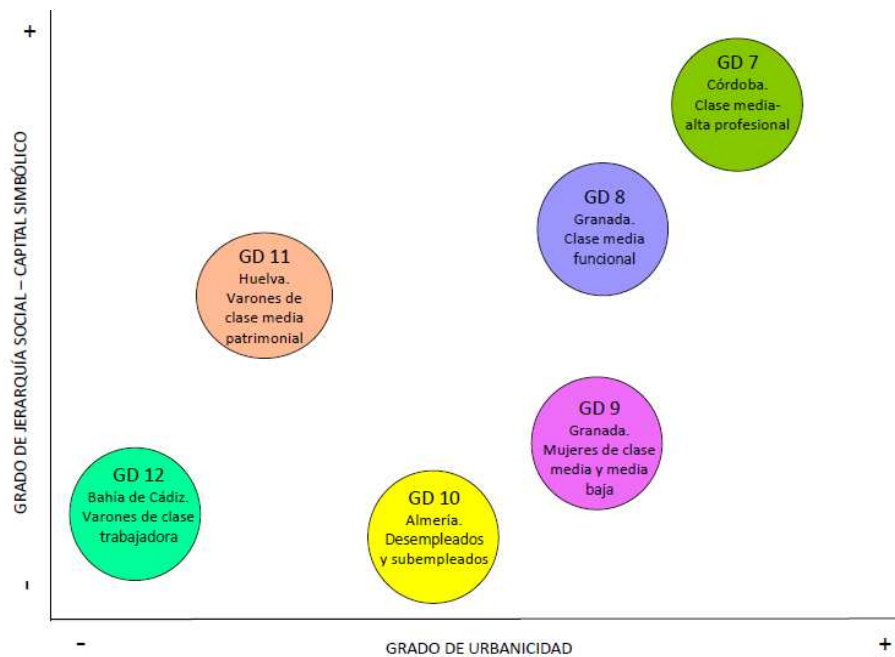 +
GRADO DE JERARQUÍA SOCIAL – CAPITAL SIMBÓLICO
-
GD 7
Córdoba.
Clase media-
alta profesional
GD 8
Granada.
Clase media
funcional
GD 11
Huelva.
Varones de
clase media
patrimonial
GD 9
Granada.
Mujeres de clase
media y media
baja
GD 12
Bahía de Cádiz.
Varones de clase
trabajadora
GD 10
Almería.
Desempleados
y subempleados
–
GRADO DE URBANICIDAD
+